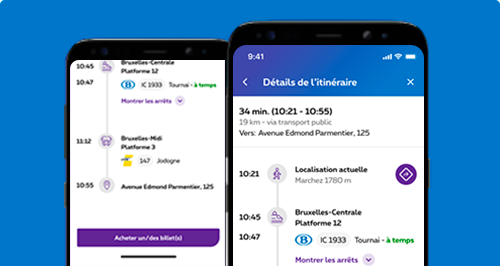 Bruxelles-Centrale
10:45 Platforme 12
10:47 B IC 1933 Tournai - à temps
Montrer les arrêts
11:12 Bruxelles-Midi
Platforme 3
147 Jodogne
10:55 Avenue Edmond Parmentier, 125
Acheter un/des billet(s)
9:41
Détails de l'itinéraire
34 min. (10:21 - 10:55)
19 km - via transport public
Vers: Avenue Edmond Parmentier, 125
10:21 Localisation actuelle
Marchez 1780 m
10:45 Bruxelles-Centrale
Platforme 12
10:47 B IC 1933 Tournai - à temps
Montrer les arrêts